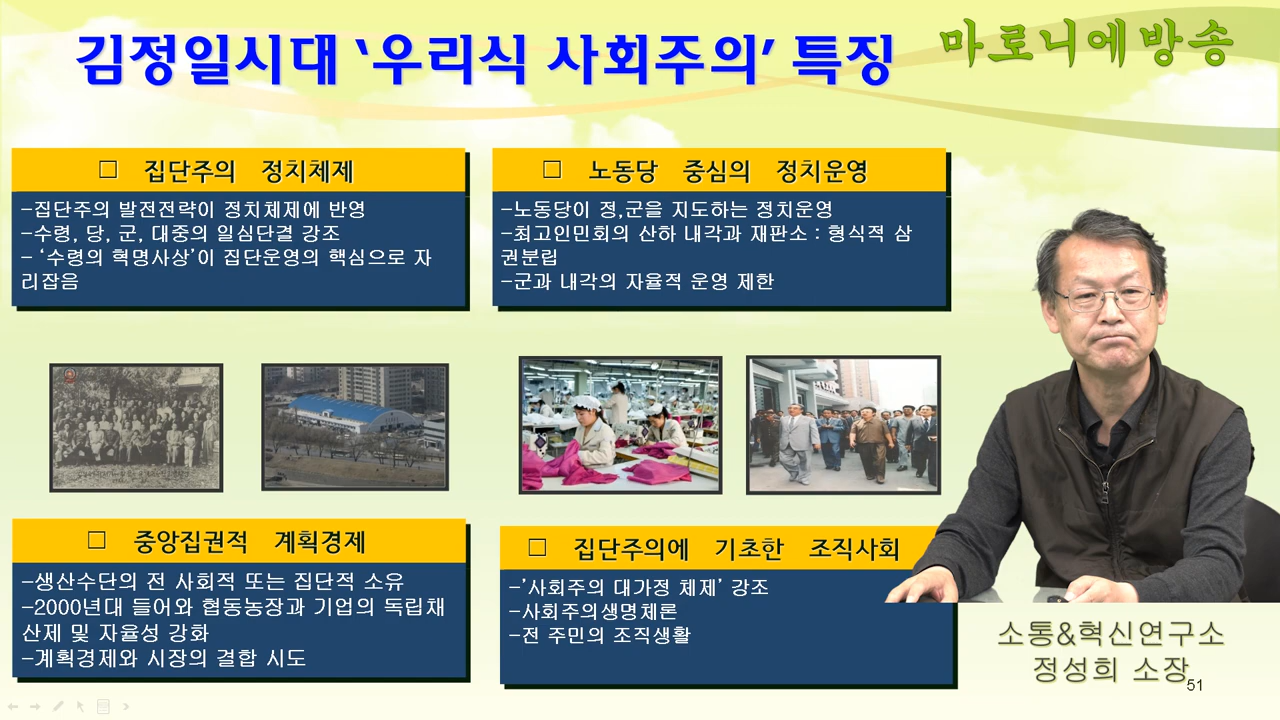 김정일시대 ‘우리식 사회주의’ 특징
마로니에방송
□ 집단주의 정치체제
-집단주의 발전전략이 정치체제에 반영
-수령, 당, 군, 대중의 일심단결 강조
- ‘수령의 혁명사상’이 집단운영의 핵심으로 자
리잡음
□ 노동당 중심의 정치운영
-노동당이 정,군을 지도하는 정치운영
-최고인민회의 산하 내각과 재판소 : 형식적 삼
권분립
-군과 내각의 자율적 운영 제한
□ 중앙집권적 계획경제
-생산수단의 전 사회적 또는 집단적 소유
-2000년대 들어와 협동농장과 기업의 독립채
산제 및 자율성 강화
-계획경제와 시장의 결합 시도
□ 집단주의에 기초한 조직사회
-’사회주의 대가정 체제’ 강조
-사회주의생명체론
-전 주민의 조직생활
소통&혁신연구소
정성희 소장
51